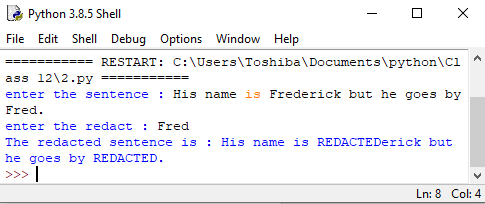 Python 3.8.5 Shell
File Edit Shell Debug Options Window Help
=========== RESTART: C:\Users\Toshiba\Documents\python\Cl
ass 12\2.py ===========
enter the sentence : His name is Frederick but he goes by
Fred.
enter the redact : Fred
The redacted sentence is : His name is REDACTEDerick but
he goes by REDACTED.
>>>
Ln: 8 Col: 4